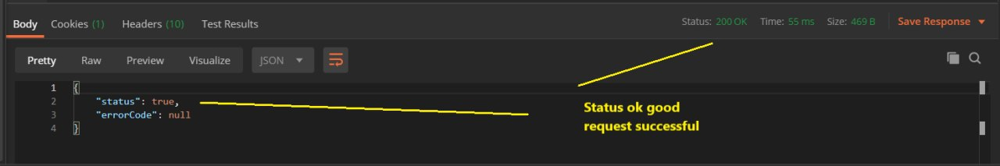 Body Cookies (1) Headers (10) Test Results Status: 200 OK Time: 55 ms Size: 469 B Save Response
Pretty Raw Preview Visualize JSON
1 {
2 "status": true,
3 "errorCode": null
4 }
Status ok good
request successful